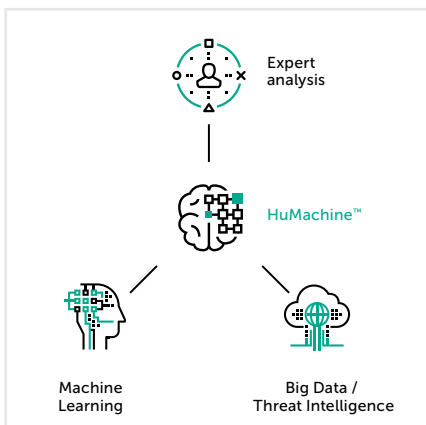 Expert
analysis
HuMachine™
Machine
Learning
Big Data /
Threat Intelligence